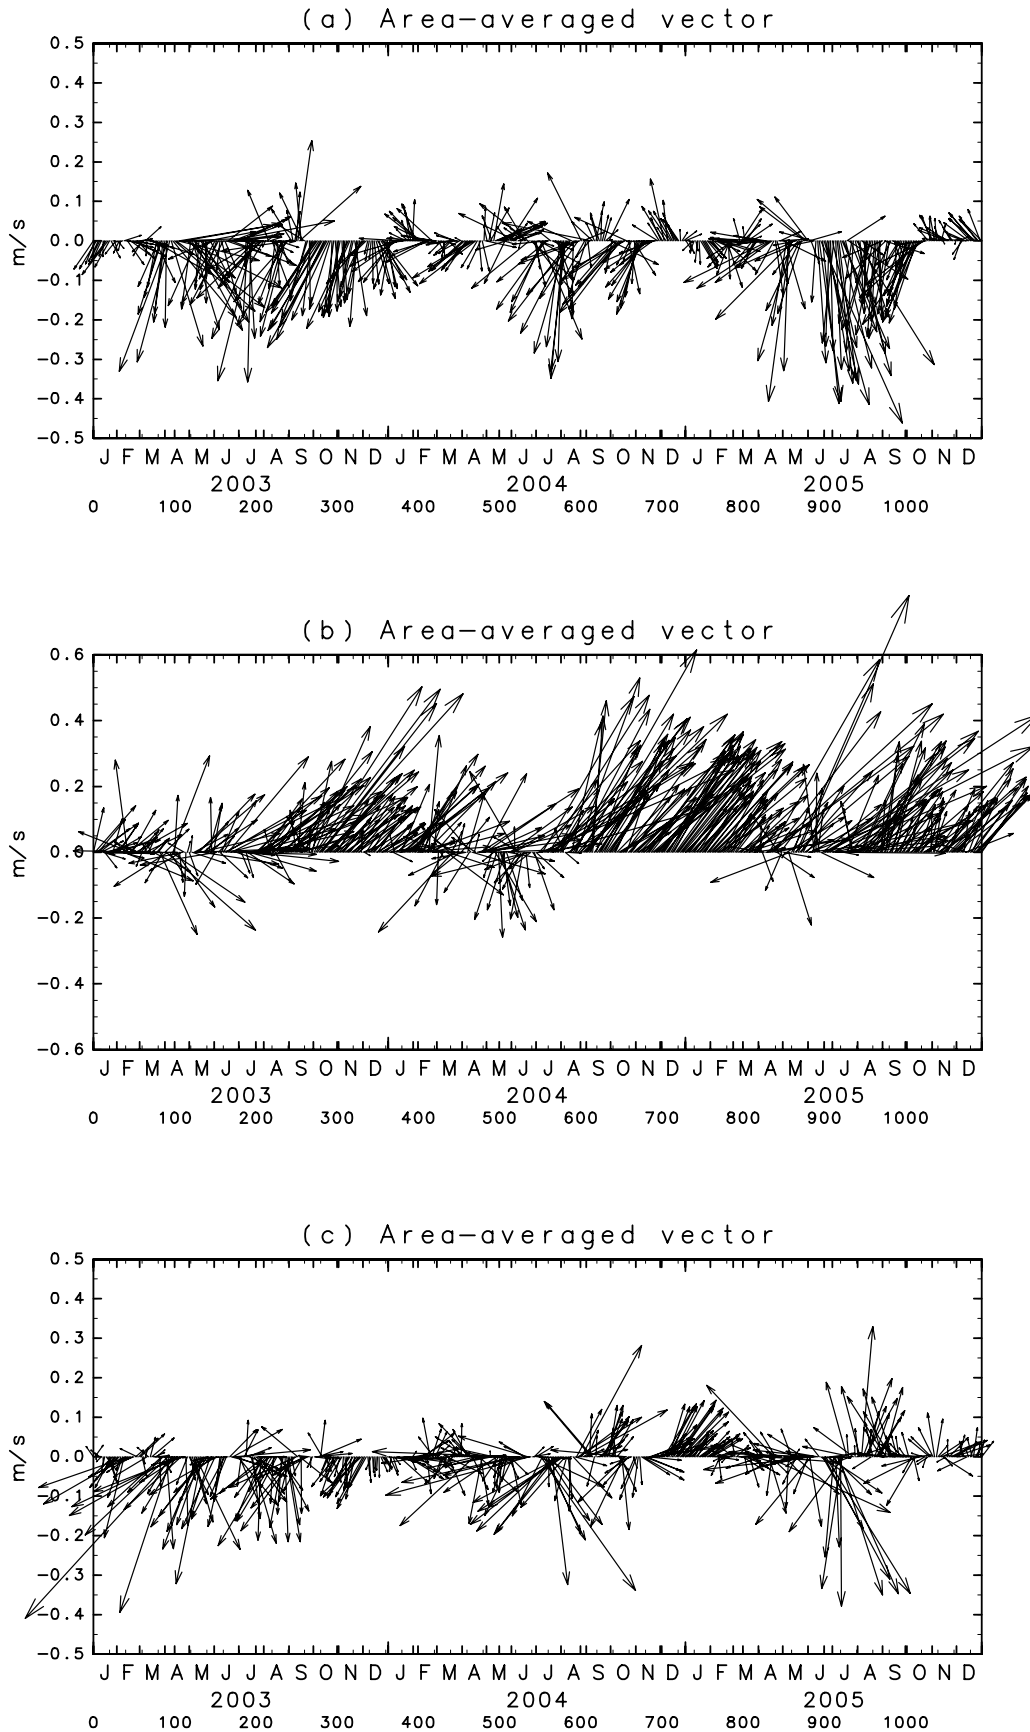 (a) Area-averaged vector
0.5
0.4
0.3
0.2
0.1
0.0
-0.1
-0.2
-0.3
-0.4
-0.5
m/s
J F M A M J J A S O N D J F M A M J J A S O N D J F M A M J J A S O N D
2003 2004 2005
0 100 200 300 400 500 600 700 800 900 1000
(b) Area-averaged vector
0.6
0.4
0.2
0.0
-0.2
-0.4
-0.6
m/s
J F M A M J J A S O N D J F M A M J J A S O N D J F M A M J J A S O N D
2003 2004 2005
0 100 200 300 400 500 600 700 800 900 1000
(c) Area-averaged vector
0.5
0.4
0.3
0.2
0.1
0.0
-0.1
-0.2
-0.3
-0.4
-0.5
m/s
J F M A M J J A S O N D J F M A M J J A S O N D J F M A M J J A S O N D
2003 2004 2005
0 100 200 300 400 500 600 700 800 900 1000